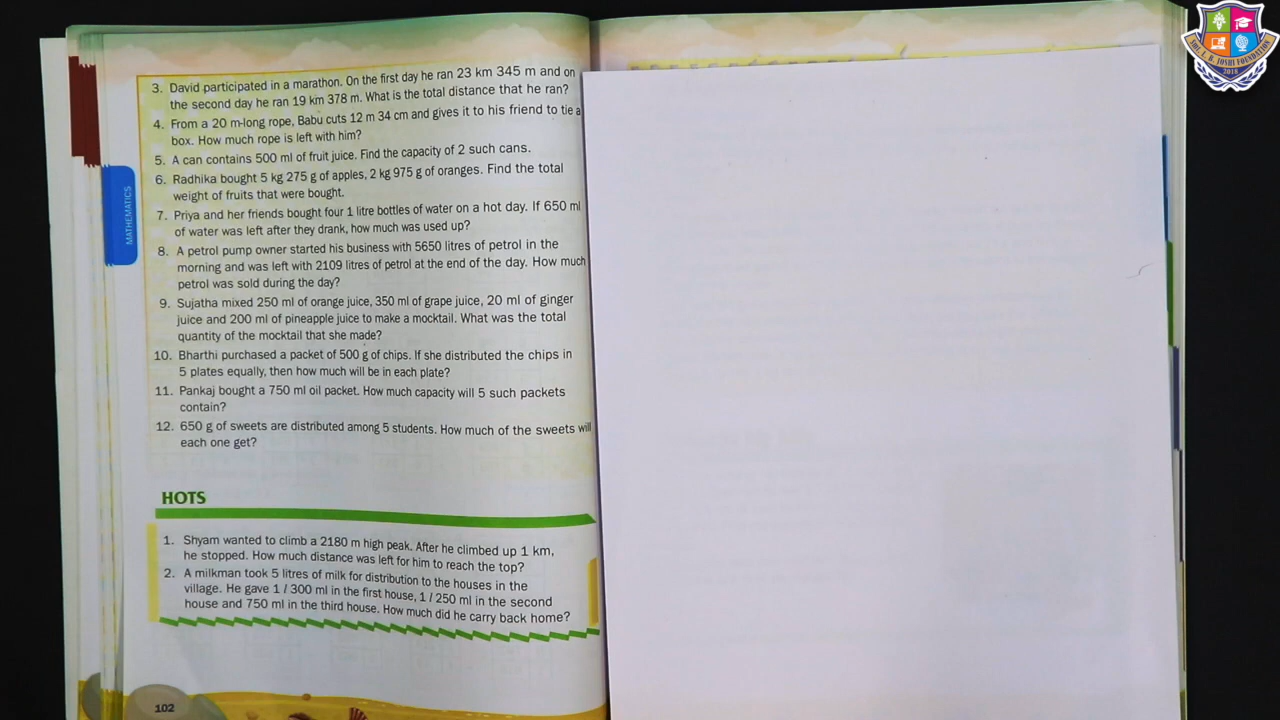 3. David participated in a marathon. On the first day he ran 23 km 345 m and on
the second day he ran 19 km 378 m. What is the total distance that he ran?
4. From a 20 m-long rope, Babu cuts 12 m 34 cm and gives it to his friend to tie a
box. How much rope is left with him?
5. A can contains 500 ml of fruit juice. Find the capacity of 2 such cans.
6. Radhika bought 5 kg 275 g of apples, 2 kg 975 g of oranges. Find the total
weight of fruits that were bought.
7. Priya and her friends bought four 1 litre bottles of water on a hot day. If 650 ml
of water was left after they drank, how much was used up?
8. A petrol pump owner started his business with 5650 litres of petrol in the
morning and was left with 2109 litres of petrol at the end of the day. How much
petrol was sold during the day?
9. Sujatha mixed 250 ml of orange juice, 350 ml of grape juice, 20 ml of ginger
juice and 200 ml of pineapple juice to make a mocktail. What was the total
quantity of the mocktail that she made?
10. Bharthi purchased a packet of 500 g of chips. If she distributed the chips in
5 plates equally, then how much will be in each plate?
11. Pankaj bought a 750 ml oil packet. How much capacity will 5 such packets
contain?
12. 650 g of sweets are distributed among 5 students. How much of the sweets will
each one get?
HOTS
1. Shyam wanted to climb a 2180 m high peak. After he climbed up 1 km,
he stopped. How much distance was left for him to reach the top?
2. A milkman took 5 litres of milk for distribution to the houses in the
village. He gave 1 l 300 ml in the first house, 1 l 250 ml in the second
house and 750 ml in the third house. How much did he carry back home?
102
MATHEMATICS
SHRI. V. B. JOSHI FOUNDATION
2018